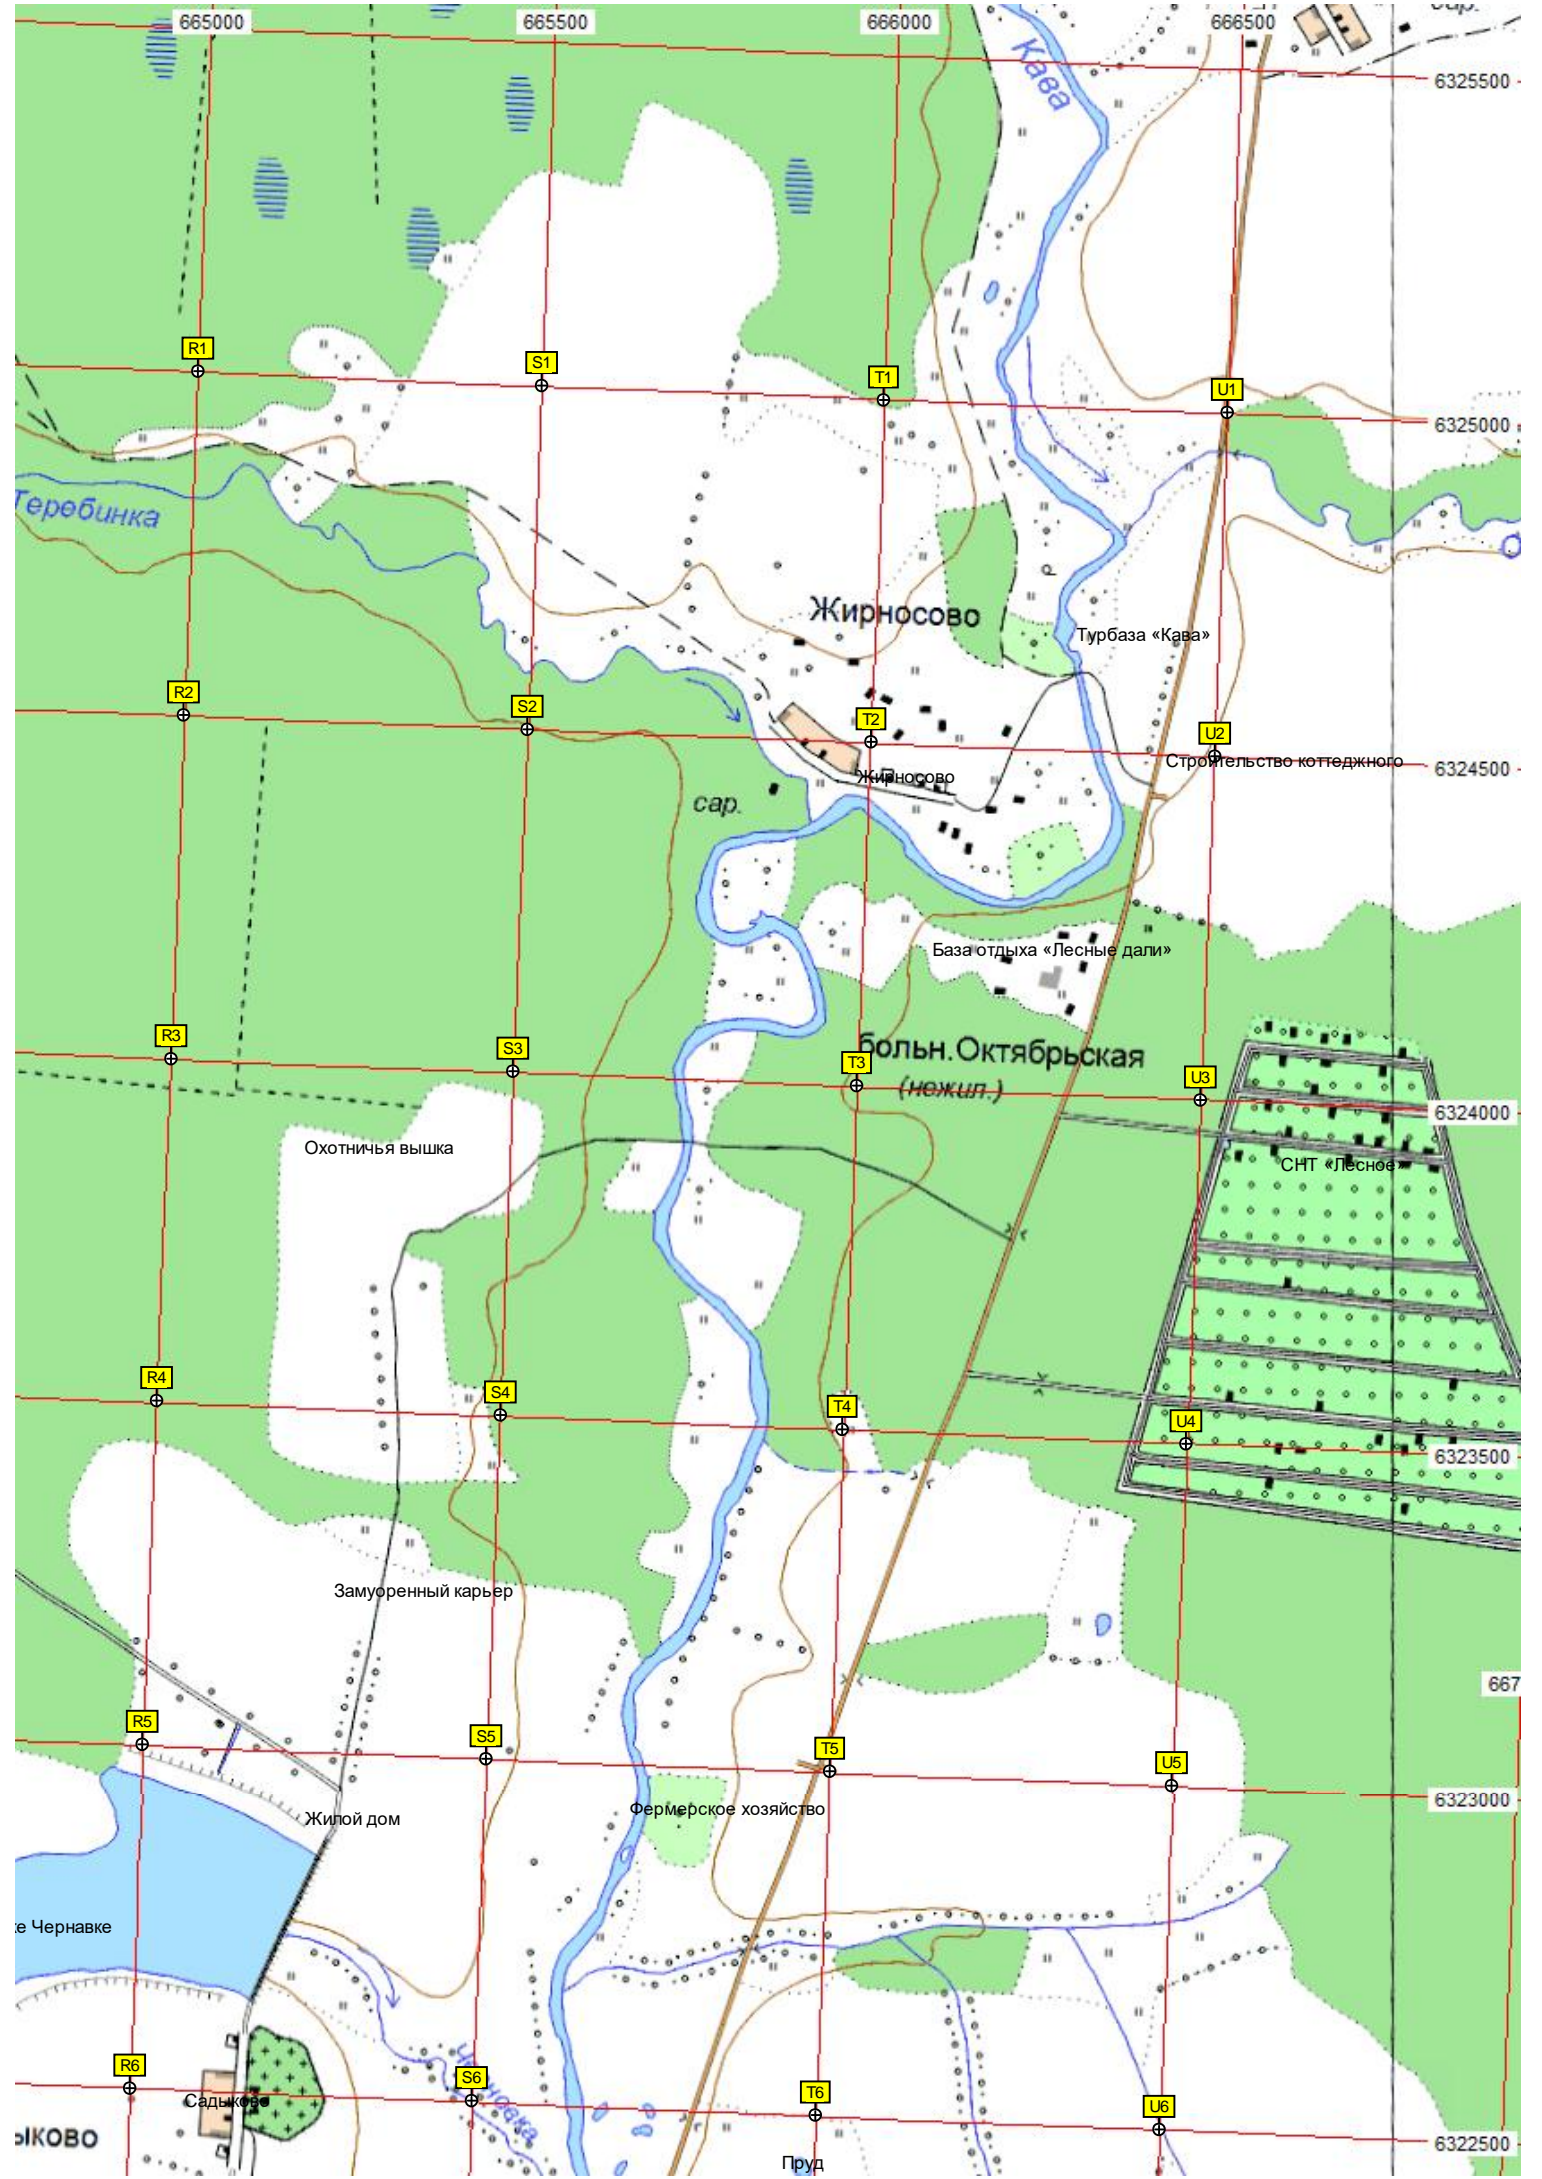 665000
665500
666000
666500
сар.
Кава
6325500
R1
S1
T1
U1
6325000
Теребинка
Жирносово
Турбаза «Кава»
R2
S2
T2
U2
Строительство коттеджного
6324500
Жирносово
сар.
База отдыха «Лесные дали»
R3
S3
T3
U3
больн.Октябрьская
(нежил.)
6324000
Охотничья вышка
СНТ «Лесное»
R4
S4
T4
U4
6323500
Замуоренный карьер
667
R5
S5
T5
U5
6323000
Фермерское хозяйство
Жилой дом
ке Чернавке
R6
S6
T6
U6
Садыково
ыково
6322500
Пруд